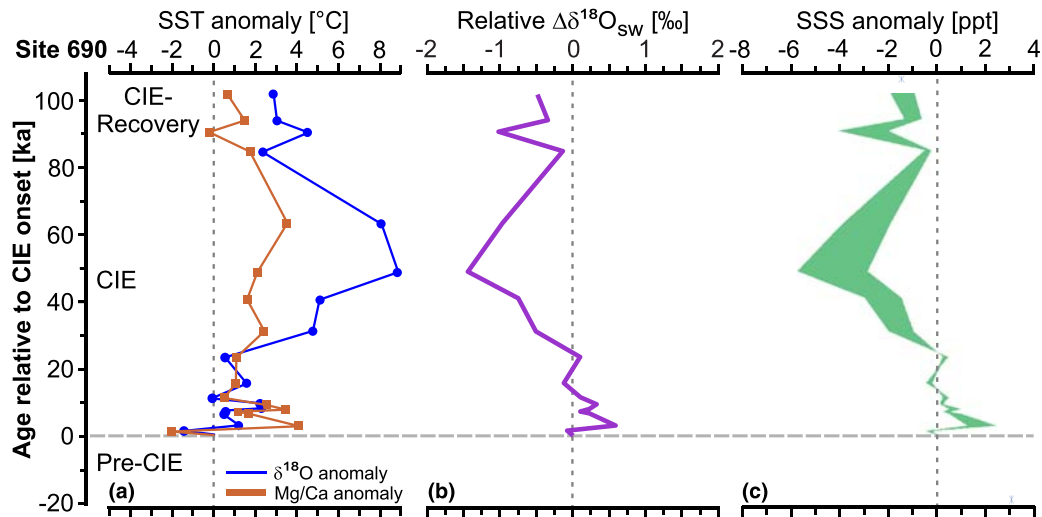 SST anomaly [°C]
Relative Δδ¹⁸O_SW [‰]
SSS anomaly [ppt]
Site 690
-4 -2 0 2 4 6 8
-2 -1 0 1 2
-8 -6 -4 -2 0 2 4
Age relative to CIE onset [ka]
100
80
60
40
20
0
-20
CIE-
Recovery
CIE
Pre-CIE
δ¹⁸O anomaly
Mg/Ca anomaly
(a)
(b)
(c)